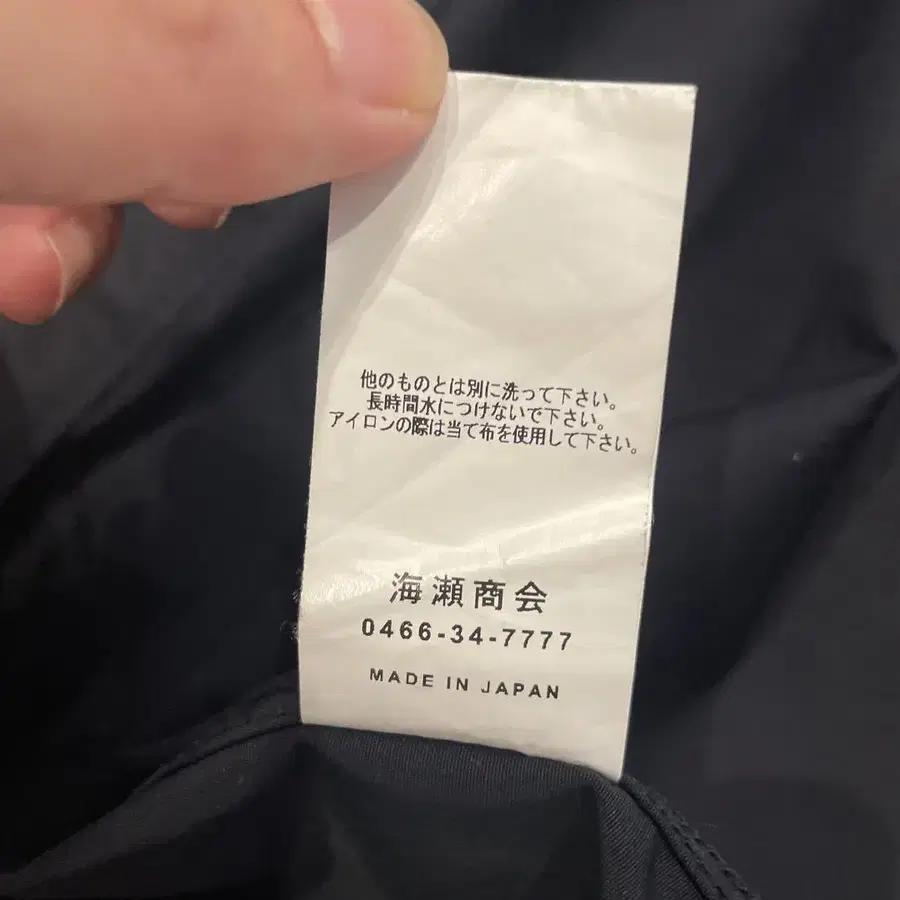 他のものとは別に洗って下さい。
長時間水につけないで下さい。
アイロンの際は当て布を使用して下さい。
海瀬商会
0466-34-7777
MADE IN JAPAN